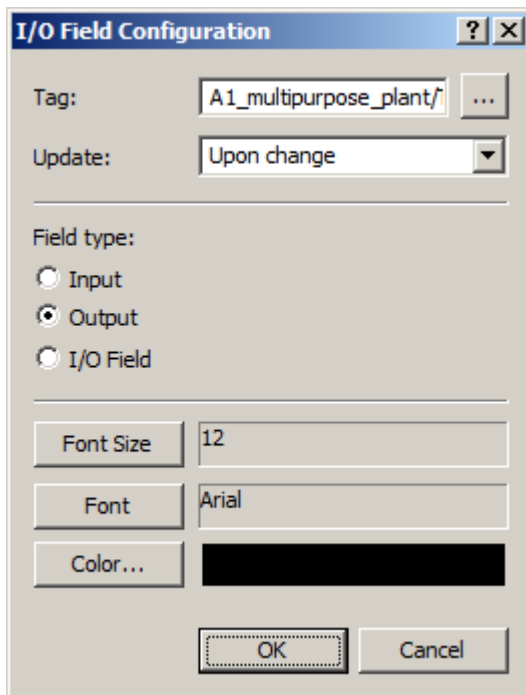 I/O Field Configuration
Tag: A1_multipurpose_plant/ ...
Update: Upon change
Field type:
Input
Output
I/O Field
Font Size 12
Font Arial
Color...
OK Cancel